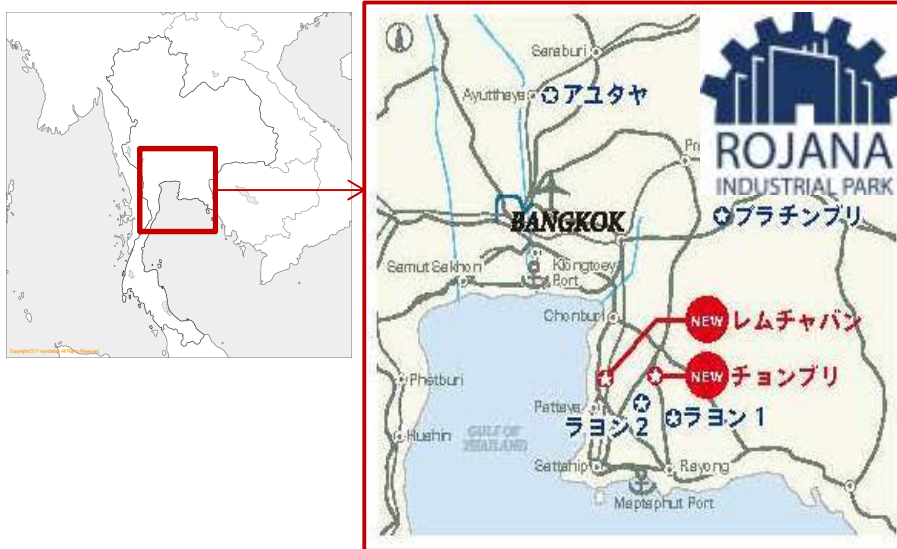 Saraburi
Ayutthaya
アユタヤ
ROJANA
INDUSTRIAL PARK
プラチンブリ
BANGKOK
Samut Sakhon
Klongtoey
Port
Chonburi
NEW レムチャバン
NEW チョンブリ
Phetburi
Pattaya
ラヨン2
ラヨン1
GULF OF
THAILAND
Huahin
Sattahip
Rayong
Maptaphut Port